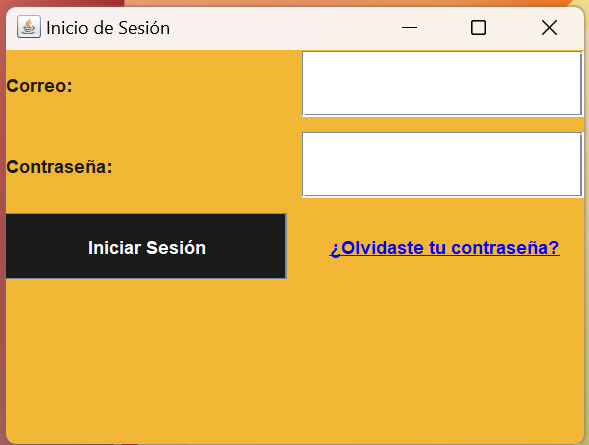 Inicio de Sesión
Correo:
Contraseña:
Iniciar Sesión
¿Olvidaste tu contraseña?